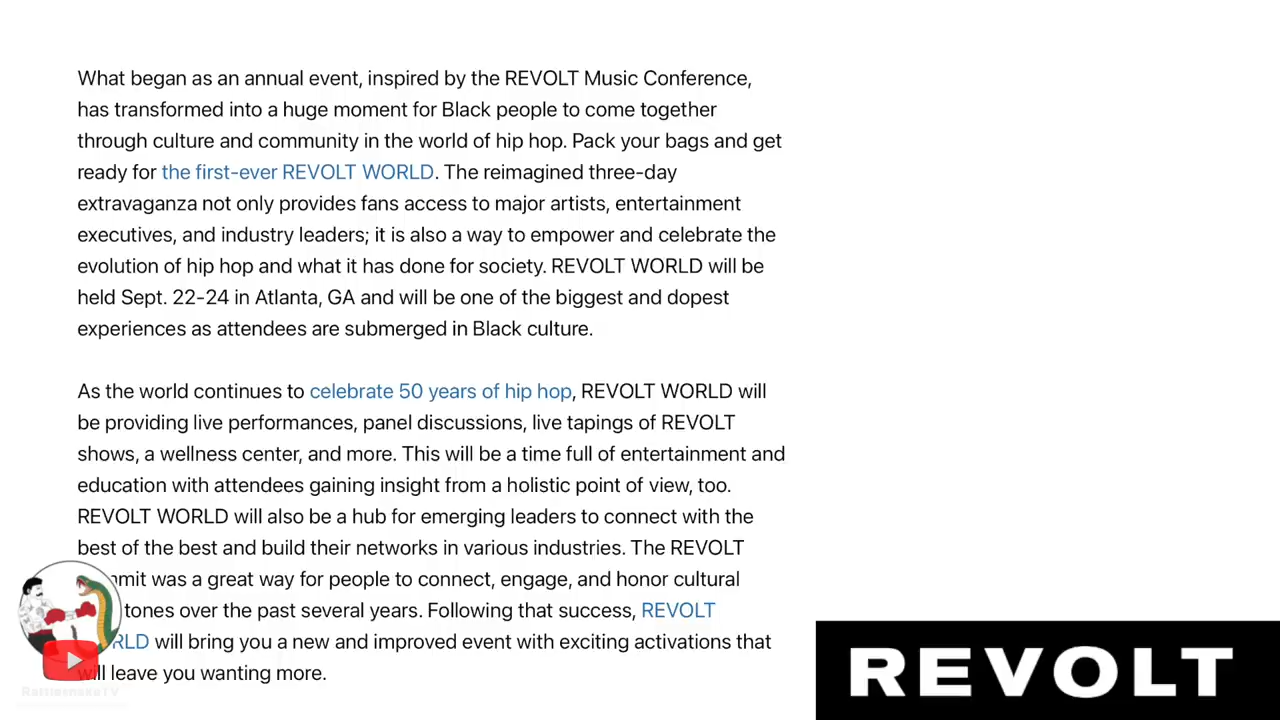 What began as an annual event, inspired by the REVOLT Music Conference,
has transformed into a huge moment for Black people to come together
through culture and community in the world of hip hop. Pack your bags and get
ready for the first-ever REVOLT WORLD. The reimagined three-day
extravaganza not only provides fans access to major artists, entertainment
executives, and industry leaders; it is also a way to empower and celebrate the
evolution of hip hop and what it has done for society. REVOLT WORLD will be
held Sept. 22-24 in Atlanta, GA and will be one of the biggest and dopest
experiences as attendees are submerged in Black culture.
As the world continues to celebrate 50 years of hip hop, REVOLT WORLD will
be providing live performances, panel discussions, live tapings of REVOLT
shows, a wellness center, and more. This will be a time full of entertainment and
education with attendees gaining insight from a holistic point of view, too.
REVOLT WORLD will also be a hub for emerging leaders to connect with the
best of the best and build their networks in various industries. The REVOLT
was a great way for people to connect, engage, and honor cultural
over the past several years. Following that success, REVOLT
will bring you a new and improved event with exciting activations that
will leave you wanting more.
RattlesnakeTV
REVOLT